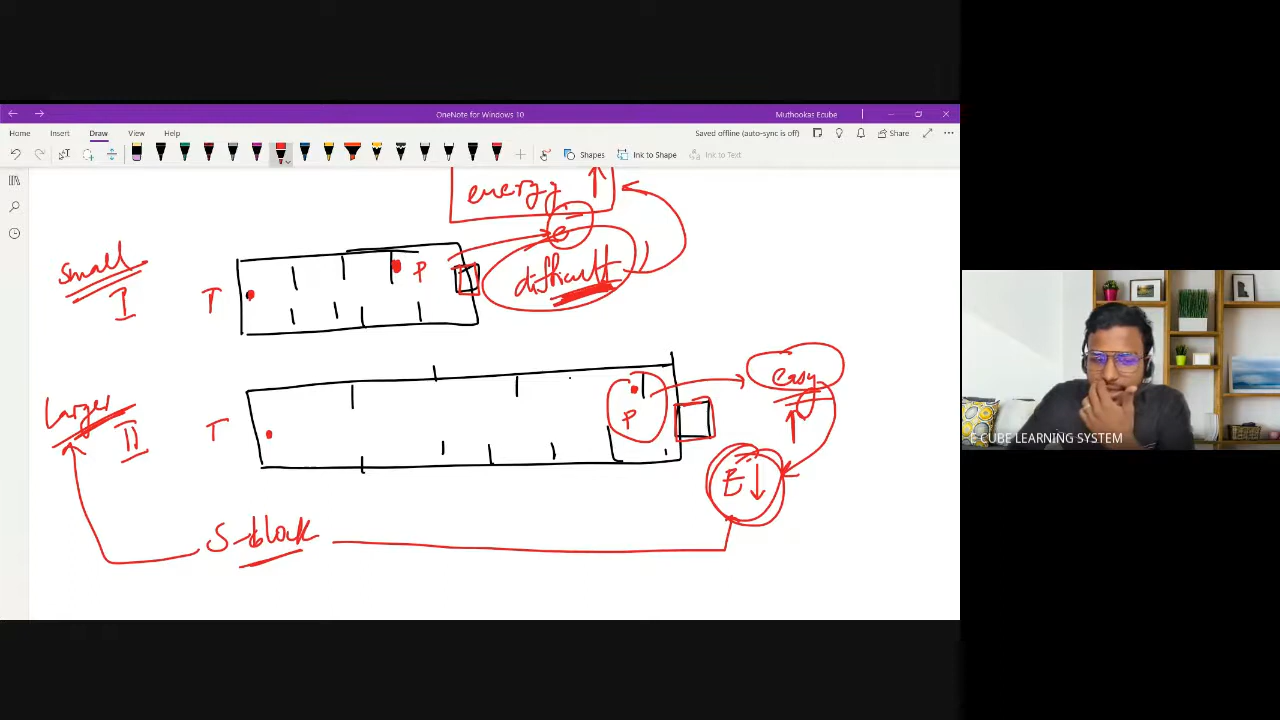 OneNote for Windows 10
Muthookas Ecube
Home Insert Draw View Help
Saved offline (auto-sync is off)
Share
Shapes
Ink to Shape
Ink to Text
energy ↑
Small
I
T
P
e
difficult
Larger
II
T
P
easy
↑
E↓
S-block
E CUBE LEARNING SYSTEM